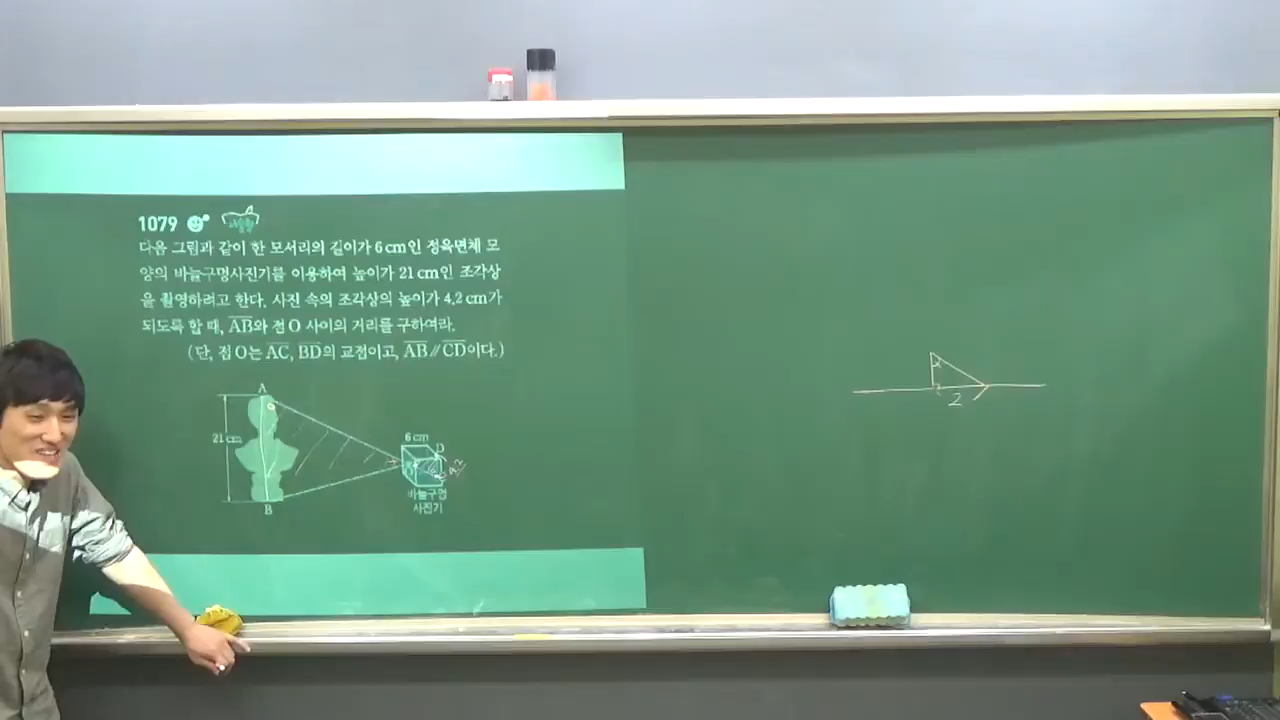 1079
다음 그림과 같이 한 모서리의 길이가 6 cm인 정육면체 모
양의 바늘구멍사진기를 이용하여 높이가 21 cm인 조각상
을 촬영하려고 한다. 사진 속의 조각상의 높이가 4.2 cm가
되도록 할 때, AB와 점 O 사이의 거리를 구하여라.
(단, 점 O는 AC, BD의 교점이고, AB∥CD이다.)
A
21 cm
B
6 cm
D
4.2
바늘구멍
사진기
2